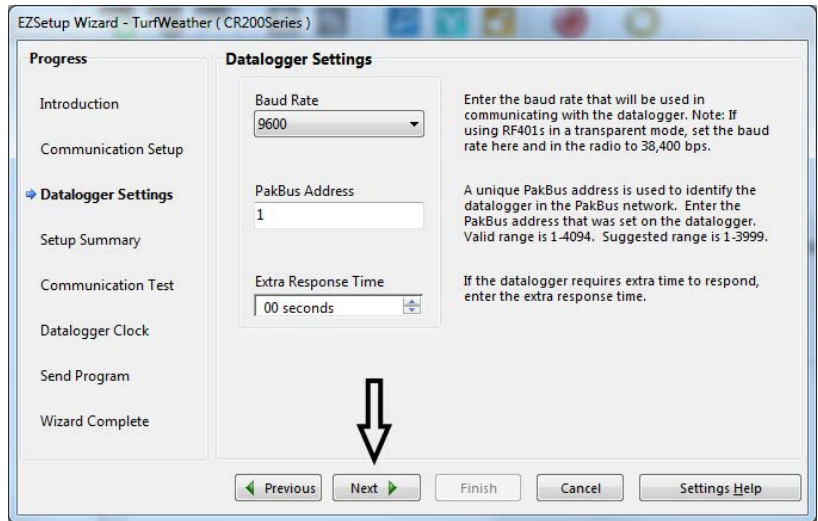 EZSetup Wizard - TurfWeather ( CR200Series )
Progress
Introduction
Communication Setup
Datalogger Settings
Setup Summary
Communication Test
Datalogger Clock
Send Program
Wizard Complete
Datalogger Settings
Baud Rate
9600
Enter the baud rate that will be used in
communicating with the datalogger. Note: If
using RF401s in a transparent mode, set the baud
rate here and in the radio to 38,400 bps.
PakBus Address
1
A unique PakBus address is used to identify the
datalogger in the PakBus network. Enter the
PakBus address that was set on the datalogger.
Valid range is 1-4094. Suggested range is 1-3999.
Extra Response Time
00 seconds
If the datalogger requires extra time to respond,
enter the extra response time.
Previous
Next
Finish
Cancel
Settings Help